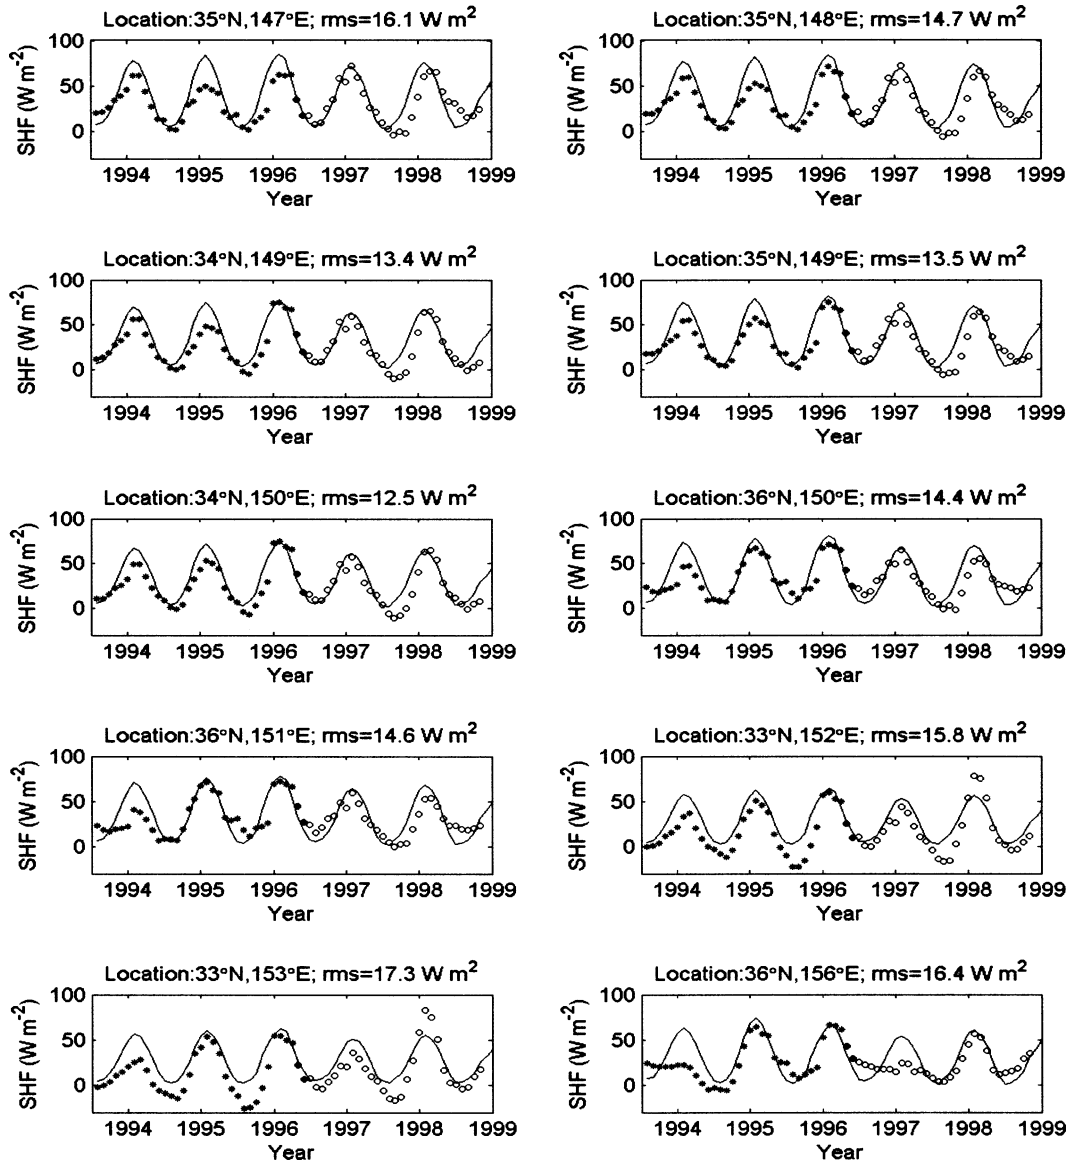 Location:35°N,147°E; rms=16.1 W m²
SHF (W m⁻²)
100
50
0
1994 1995 1996 1997 1998 1999
Year
Location:35°N,148°E; rms=14.7 W m²
SHF (W m⁻²)
100
50
0
1994 1995 1996 1997 1998 1999
Year
Location:34°N,149°E; rms=13.4 W m²
SHF (W m⁻²)
100
50
0
1994 1995 1996 1997 1998 1999
Year
Location:35°N,149°E; rms=13.5 W m²
SHF (W m⁻²)
100
50
0
1994 1995 1996 1997 1998 1999
Year
Location:34°N,150°E; rms=12.5 W m²
SHF (W m⁻²)
100
50
0
1994 1995 1996 1997 1998 1999
Year
Location:36°N,150°E; rms=14.4 W m²
SHF (W m⁻²)
100
50
0
1994 1995 1996 1997 1998 1999
Year
Location:36°N,151°E; rms=14.6 W m²
SHF (W m⁻²)
100
50
0
1994 1995 1996 1997 1998 1999
Year
Location:33°N,152°E; rms=15.8 W m²
SHF (W m⁻²)
100
50
0
1994 1995 1996 1997 1998 1999
Year
Location:33°N,153°E; rms=17.3 W m²
SHF (W m⁻²)
100
50
0
1994 1995 1996 1997 1998 1999
Year
Location:36°N,156°E; rms=16.4 W m²
SHF (W m⁻²)
100
50
0
1994 1995 1996 1997 1998 1999
Year